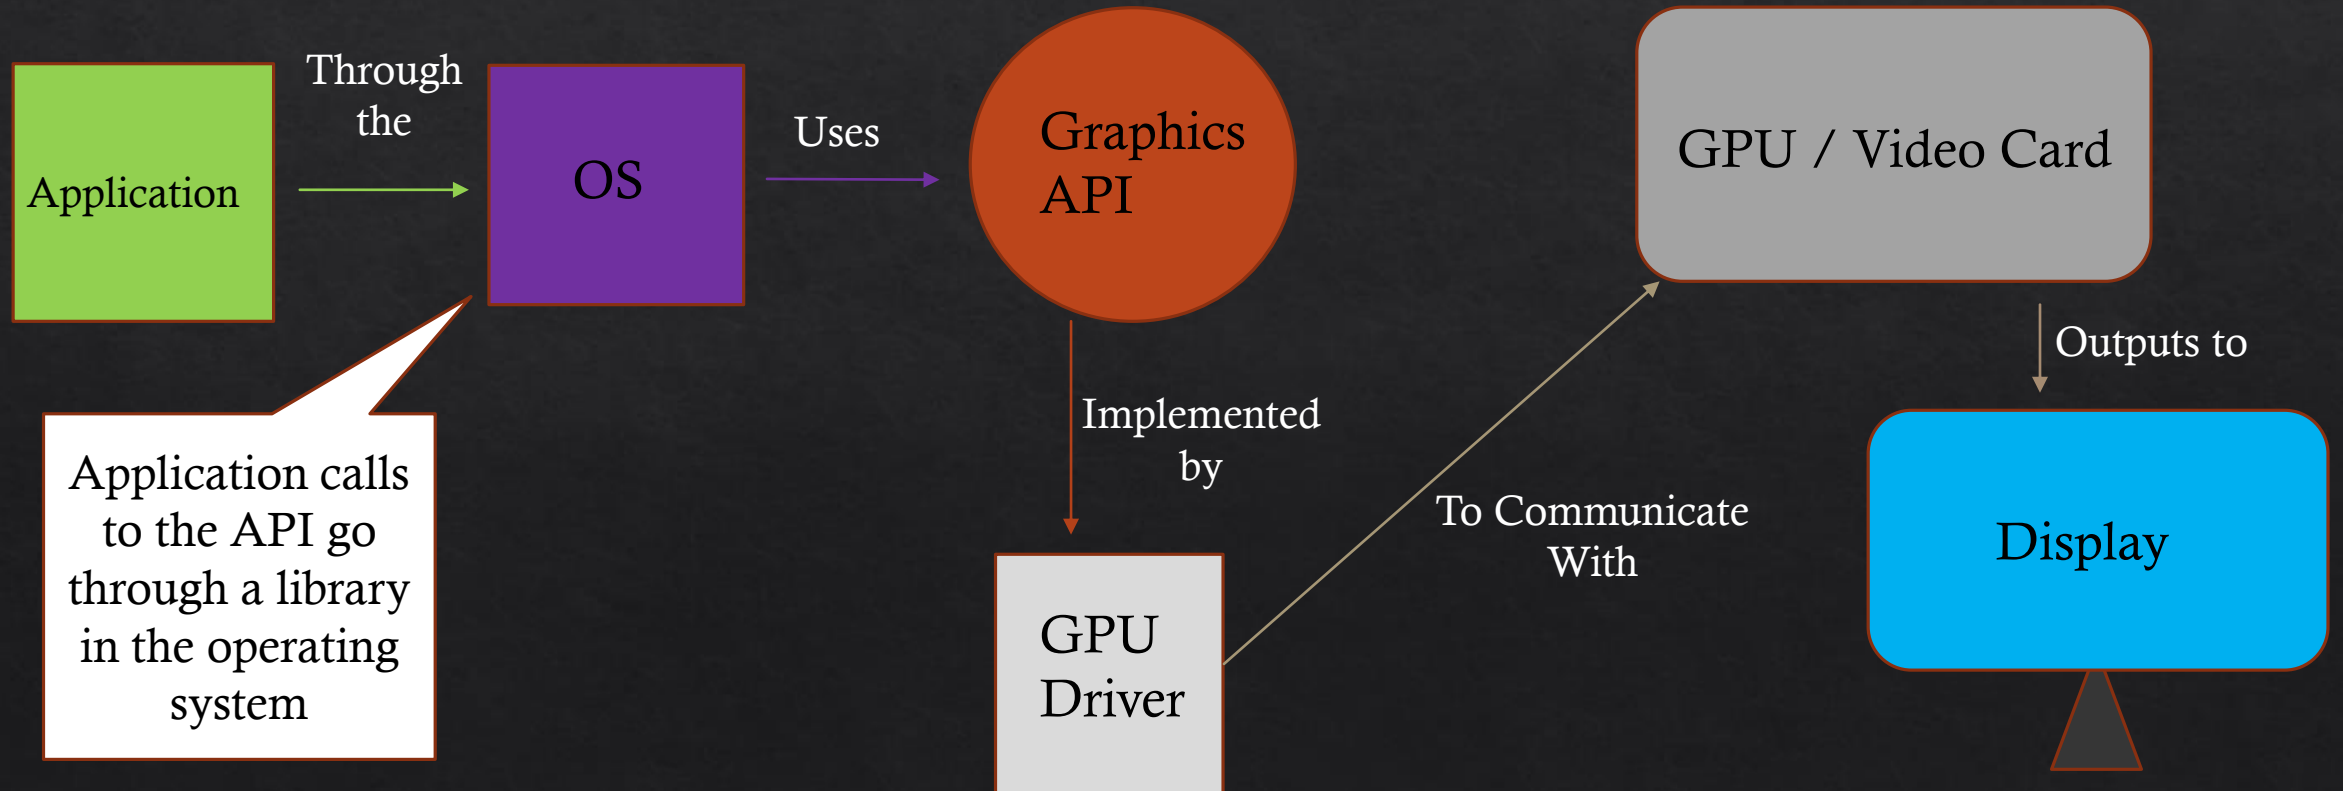 Application
Through
the
OS
Uses
Graphics
API
GPU / Video Card
Application calls
to the API go
through a library
in the operating
system
Implemented
by
GPU
Driver
To Communicate
With
Outputs to
Display